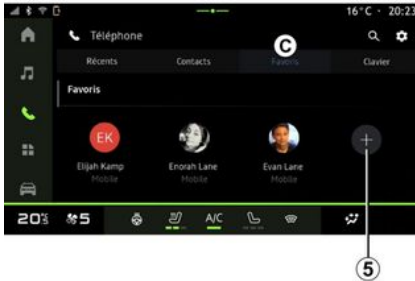 16°C · 20:23
Téléphone
C
Récents Contacts Favoris Clavier
Favoris
EK
Elijah Kamp Enorah Lane Evan Lane
Mobile Mobile Mobile
20°5 5 A/C
5